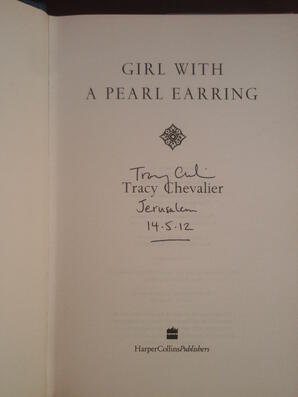 GIRL WITH
A PEARL EARRING
Tracy Chevalier
Jerusalem
14.5.12
HarperCollinsPublishers